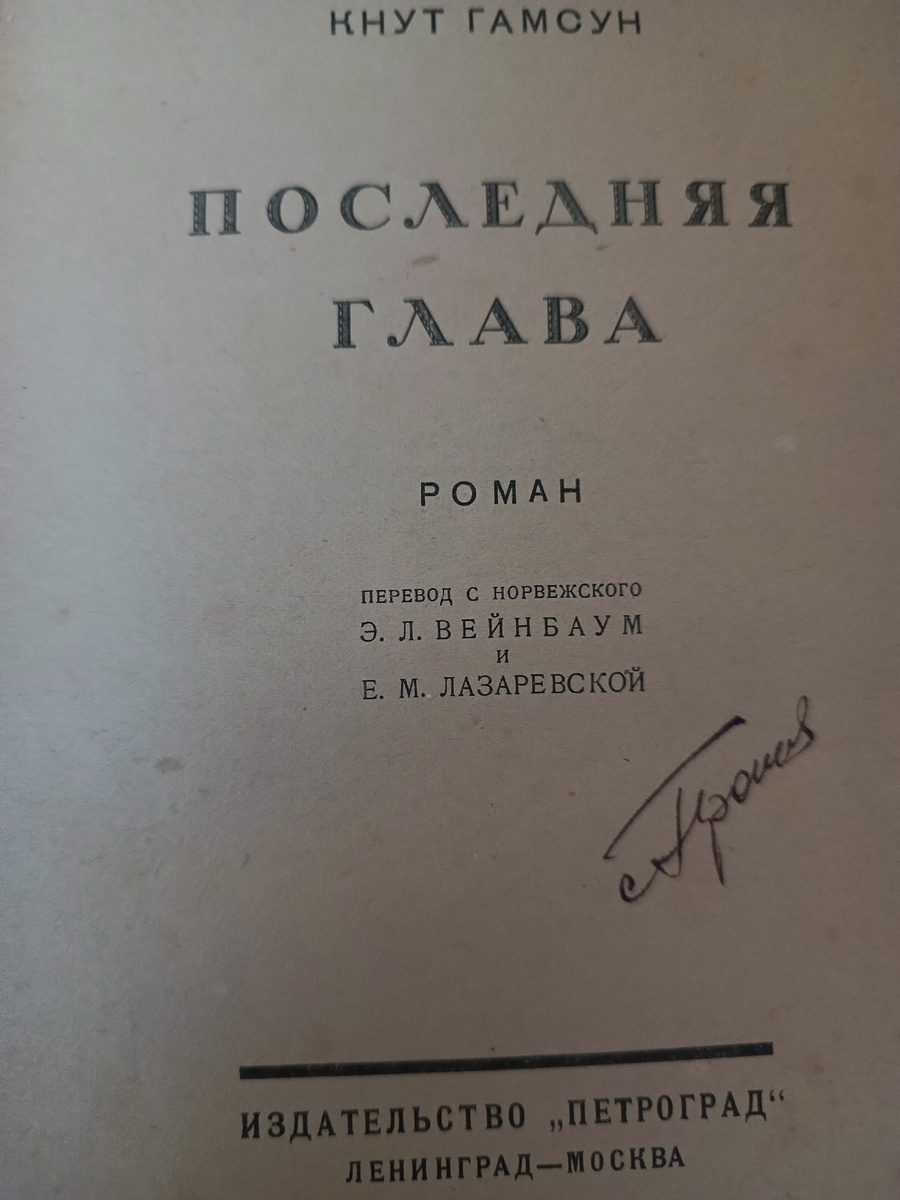 КНУТ ГАМСУН
ПОСЛЕДНЯЯ
ГЛАВА
РОМАН
ПЕРЕВОД С НОРВЕЖСКОГО
Э. Л. ВЕЙНБАУМ
И
Е. М. ЛАЗАРЕВСКОЙ
ИЗДАТЕЛЬСТВО „ПЕТРОГРАД“
ЛЕНИНГРАД—МОСКВА